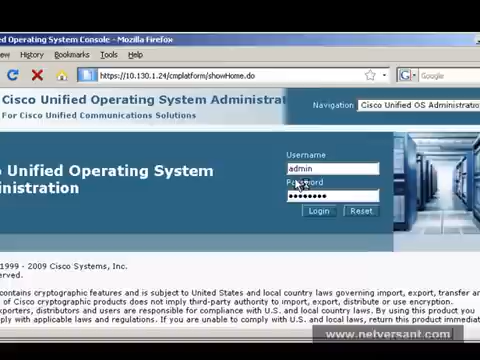 ed Operating System Console - Mozilla Firefox
ew History Bookmarks Tools Help
https://10.130.1.24/cmplatform/showHome.do
Google
Cisco Unified Operating System Administrat
Navigation Cisco Unified OS Administratio
For Cisco Unified Communications Solutions
Username
admin
o Unified Operating System
inistration
Password
••••••••
Login Reset
1999 - 2009 Cisco Systems, Inc.
erved.
contains cryptographic features and is subject to United States and local country laws governing import, export, transfer an
of Cisco cryptographic products does not imply third-party authority to import, export, distribute or use encryption.
xporters, distributors and users are responsible for compliance with U.S. and local country laws. By using this product you
ply with applicable laws and regulations. If you are unable to comply with U.S. and local laws, return this product immediat
www.netversant.com